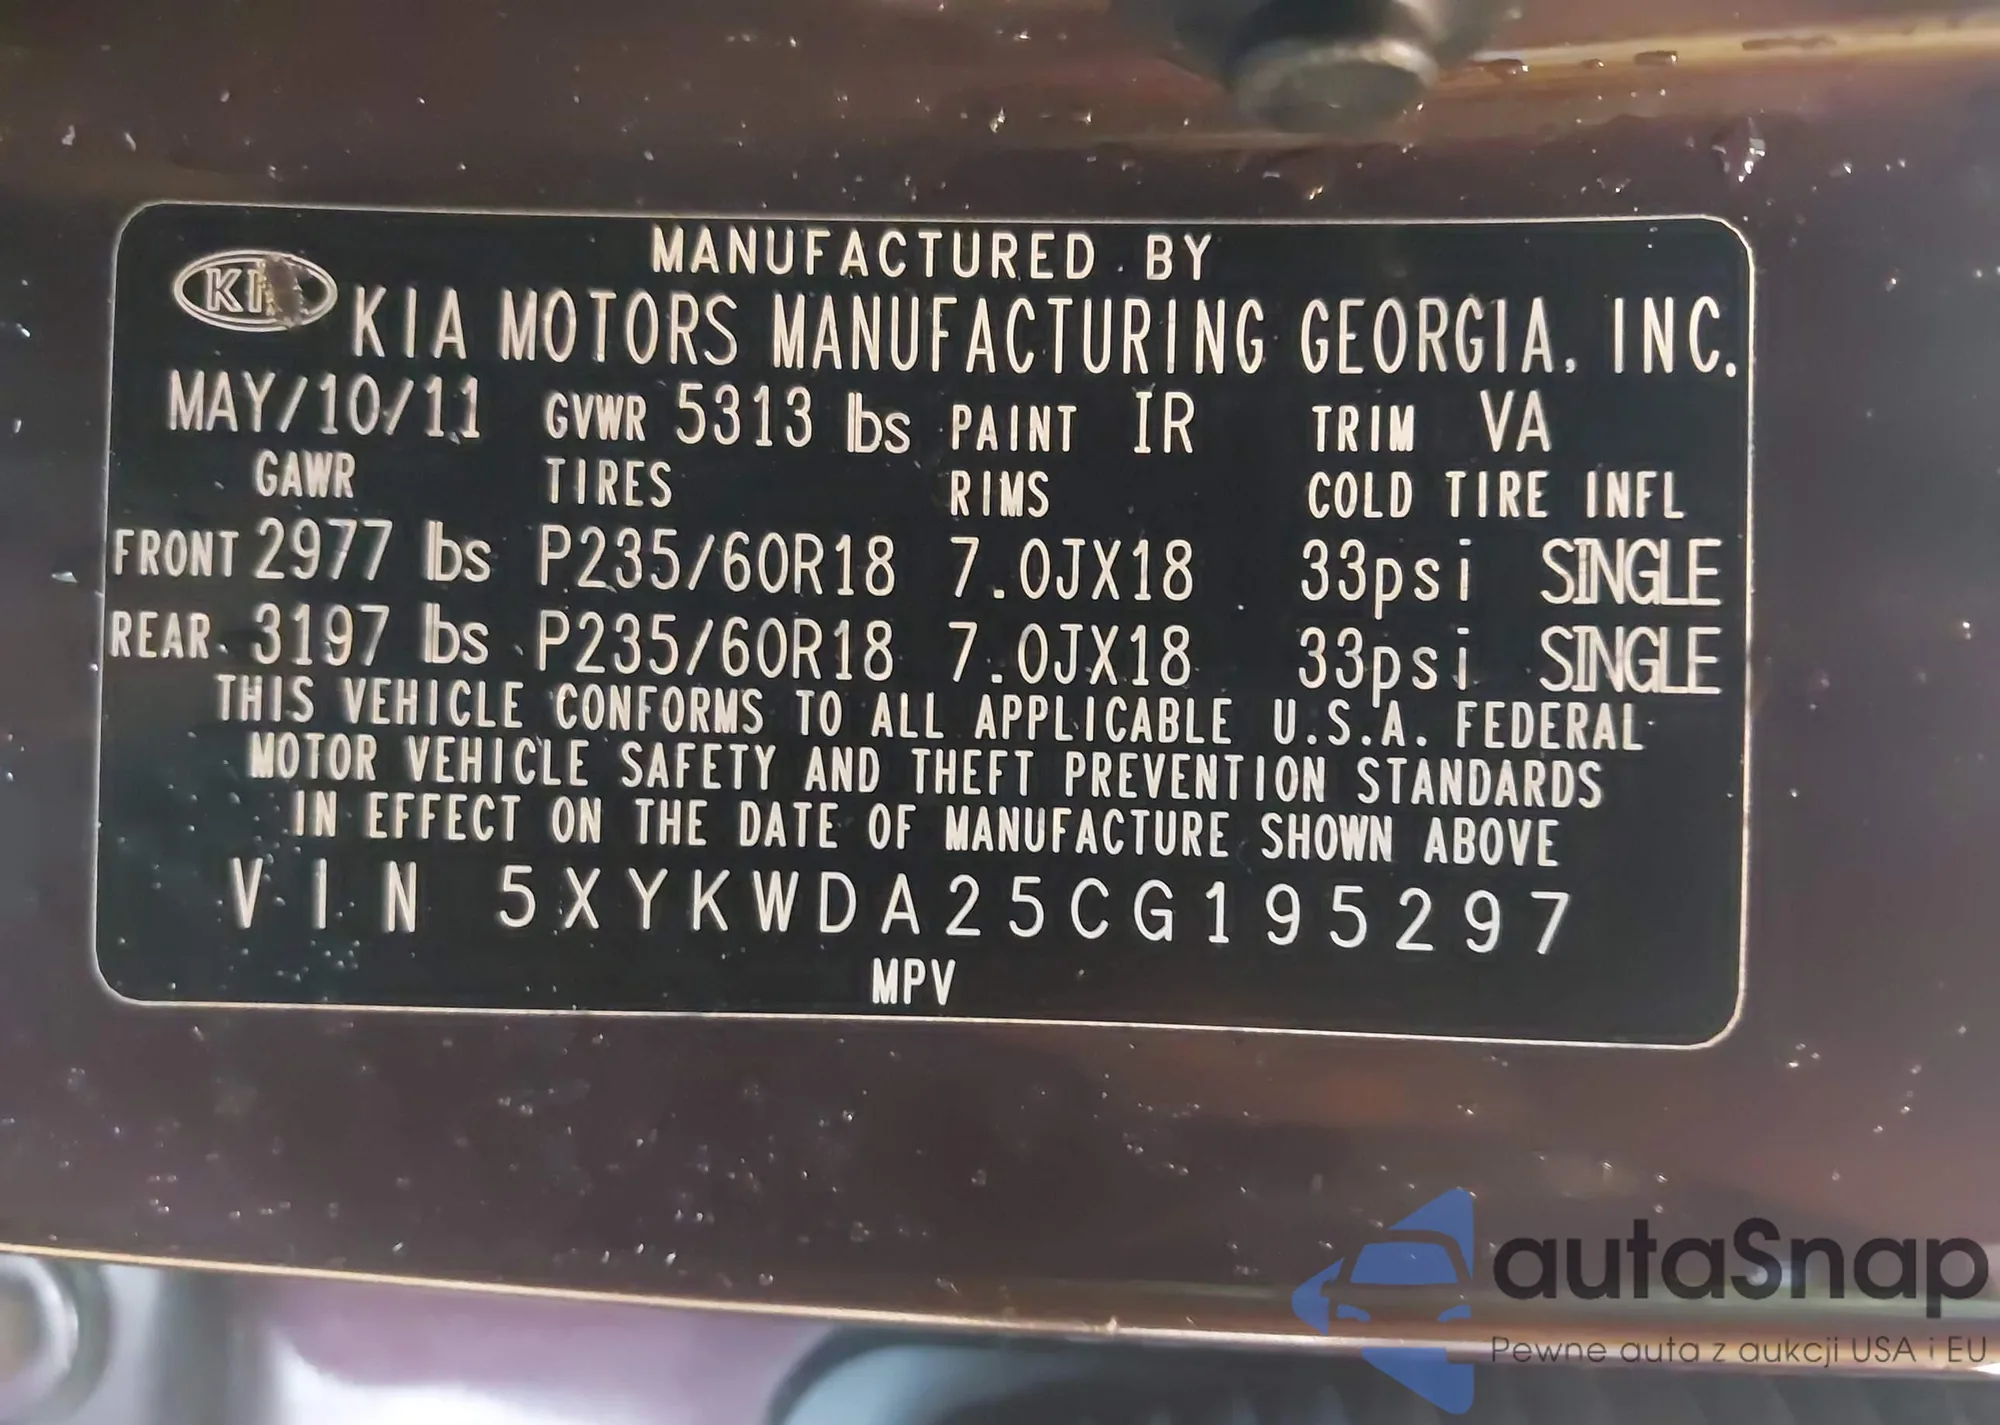 MANUFACTURED BY
KIA MOTORS MANUFACTURING GEORGIA, INC.
MAY/10/11 GVWR 5313 lbs PAINT IR TRIM VA
GAWR TIRES RIMS COLD TIRE INFL
FRONT 2977 lbs P235/60R18 7.0JX18 33psi SINGLE
REAR 3197 lbs P235/60R18 7.0JX18 33psi SINGLE
THIS VEHICLE CONFORMS TO ALL APPLICABLE U.S.A. FEDERAL
MOTOR VEHICLE SAFETY AND THEFT PREVENTION STANDARDS
IN EFFECT ON THE DATE OF MANUFACTURE SHOWN ABOVE
VIN 5XYKWDA25CG195297
MPV
autaSnap
Pewne auta z aukcji USA i EU